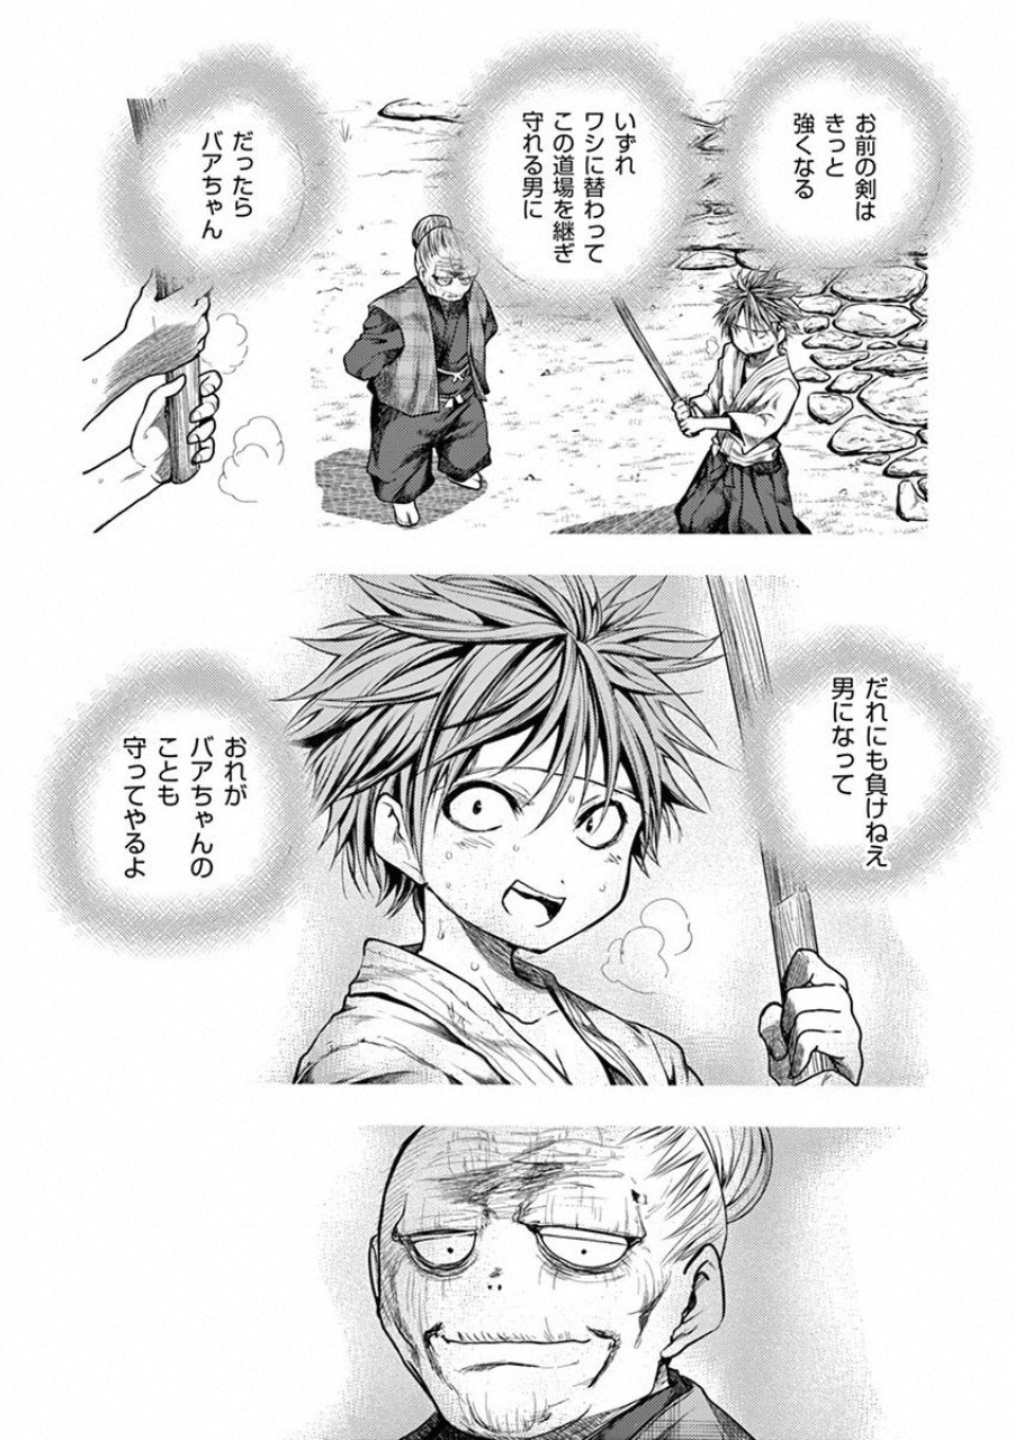 お前の剣は
きっと
強くなる
いずれ
ワシに替わって
この道場を継ぎ
守れる男に
だったら
バアちゃん
だれにも負けねえ
男になって
おれが
バアちゃんの
ことも
守ってやるよ